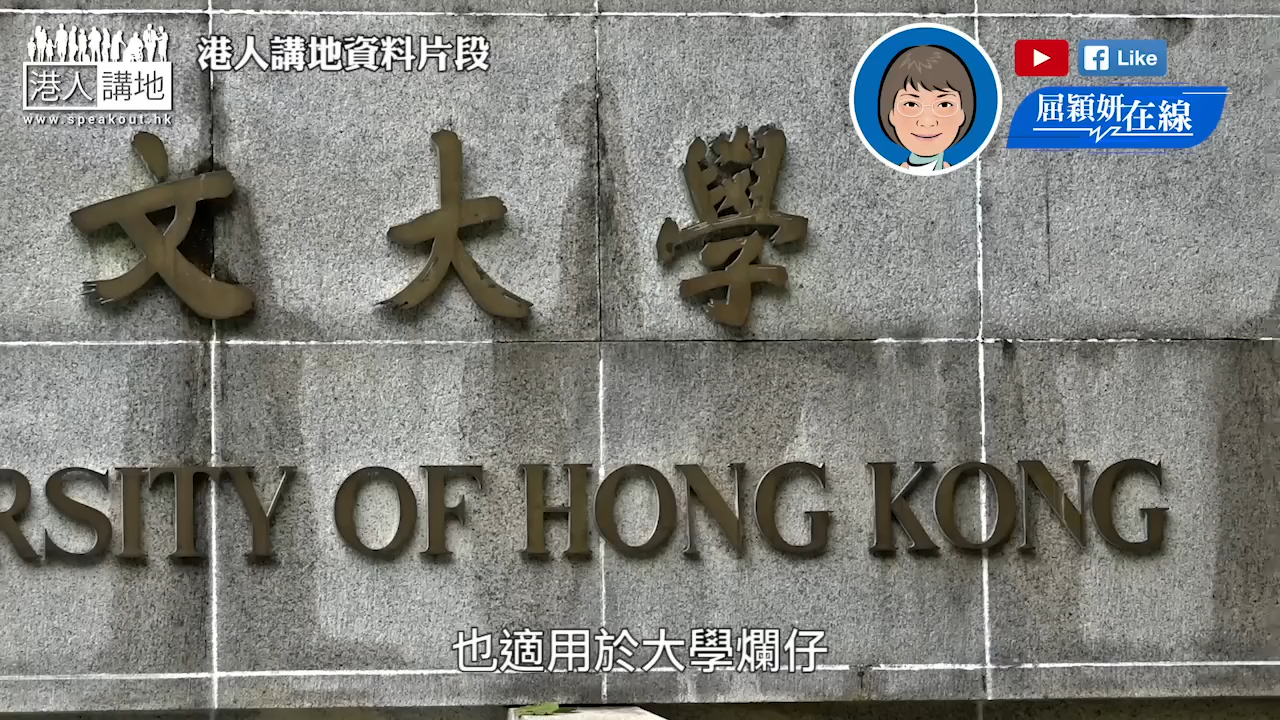 港人講地資料片段
港人講地
www.speakout.hk
Like
屈穎妍在線
文大學
RSITY OF HONG KONG
也適用於大學爛仔